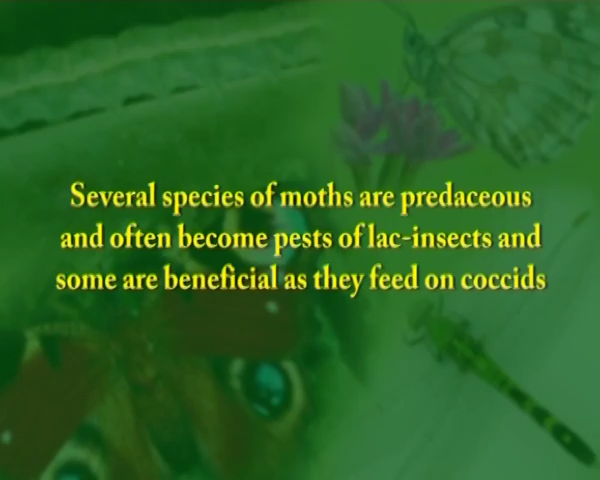 Several species of moths are predaceous
and often become pests of lac-insects and
some are beneficial as they feed on coccids